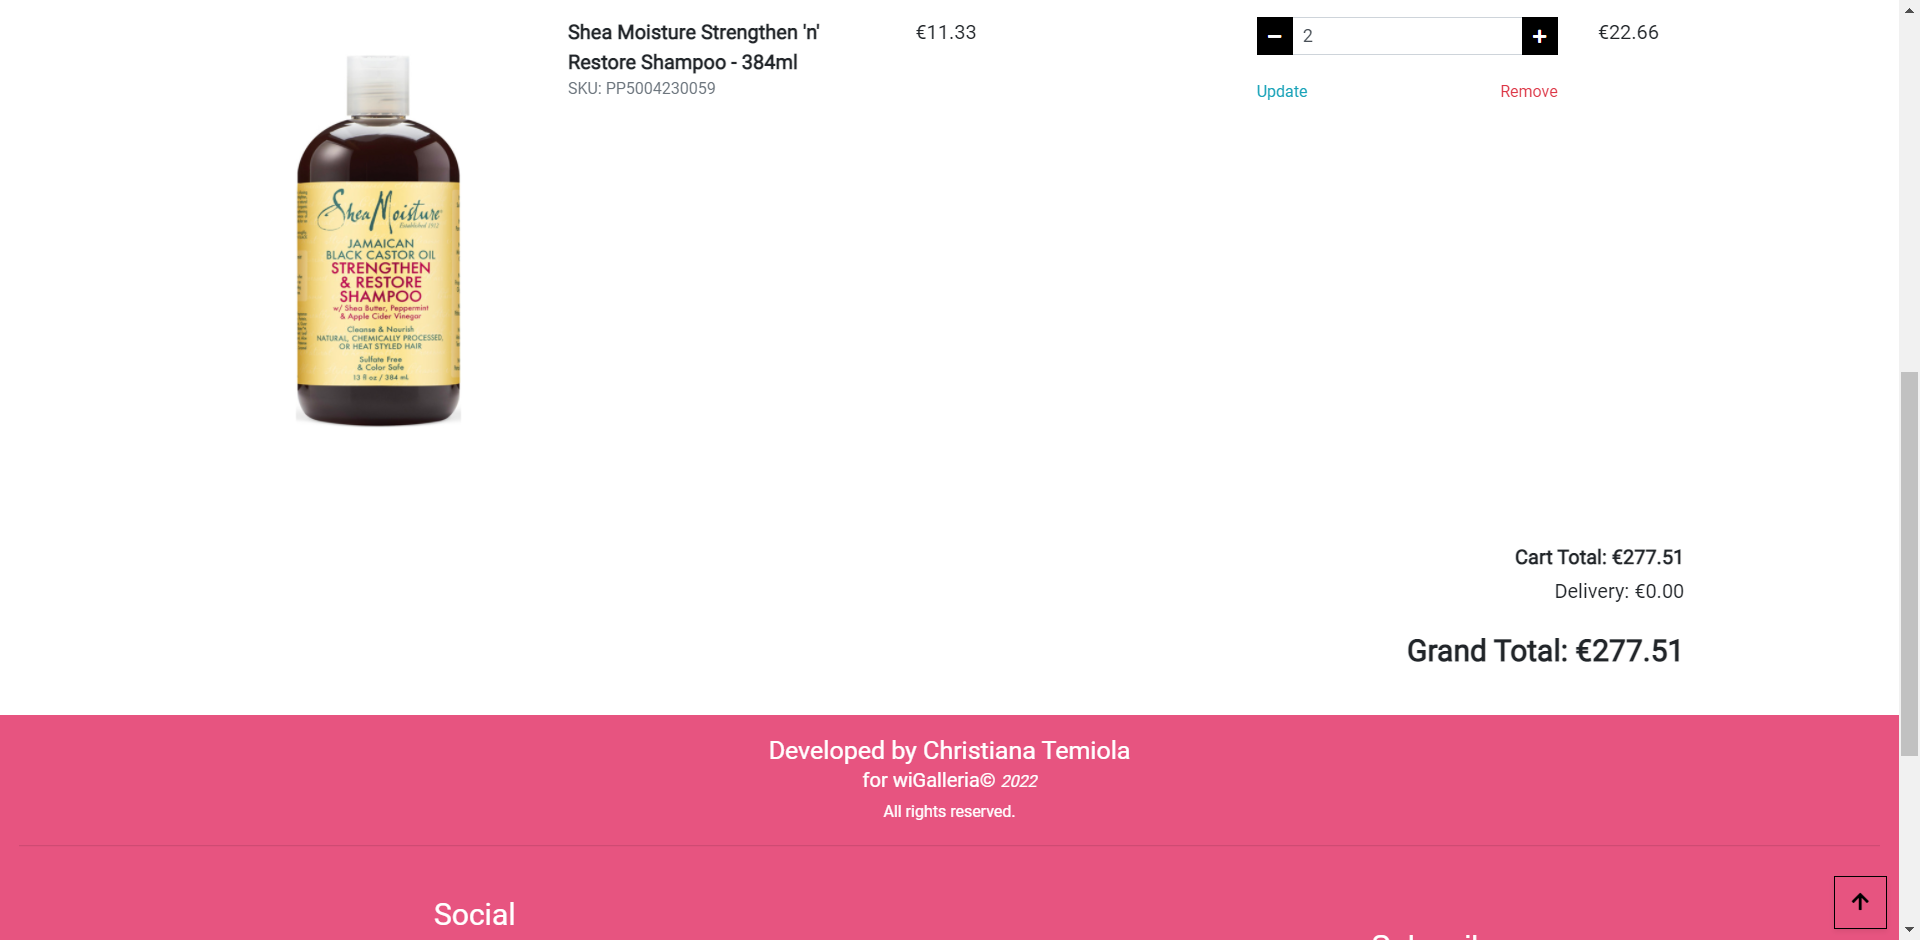 Shea Moisture Strengthen 'n'
Restore Shampoo - 384ml
SKU: PP5004230059
€11.33
2
€22.66
Update
Remove
SheaMoisture
Established 1912
JAMAICAN
BLACK CASTOR OIL
STRENGTHEN
& RESTORE
SHAMPOO
w/ Shea Butter, Peppermint
& Apple Cider Vinegar
Cleanse & Nourish
NATURAL, CHEMICALLY PROCESSED,
OR HEAT STYLED HAIR
Sulfate Free
& Color Safe
13 fl oz / 384 mL
Cart Total: €277.51
Delivery: €0.00
Grand Total: €277.51
Developed by Christiana Temiola
for wiGalleria© 2022
All rights reserved.
Social